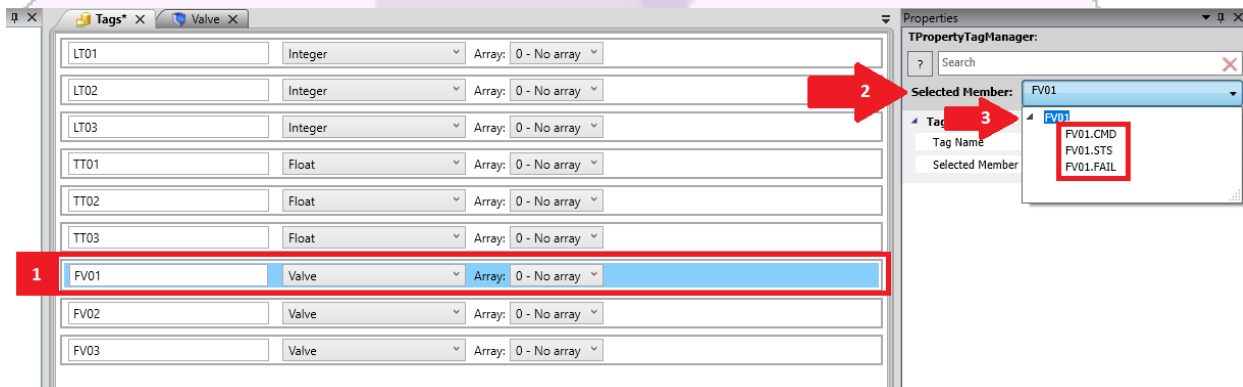 Tags* Valve
Properties
TPropertyTagManager:
? Search
2 Selected Member: FV01
3 FV01
FV01.CMD
FV01.STS
FV01.FAIL
Tag
Tag Name
Selected Member
LT01 Integer Array: 0 - No array
LT02 Integer Array: 0 - No array
LT03 Integer Array: 0 - No array
TT01 Float Array: 0 - No array
TT02 Float Array: 0 - No array
TT03 Float Array: 0 - No array
1 FV01 Valve Array: 0 - No array
FV02 Valve Array: 0 - No array
FV03 Valve Array: 0 - No array